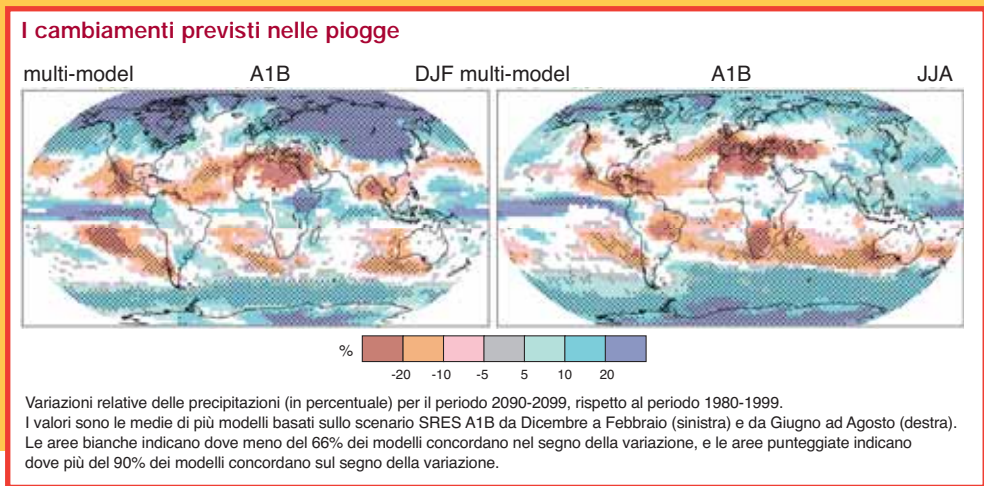 I cambiamenti previsti nelle piogge
multi-model A1B DJF multi-model A1B JJA
% -20 -10 -5 5 10 20
Variazioni relative delle precipitazioni (in percentuale) per il periodo 2090-2099, rispetto al periodo 1980-1999.
I valori sono le medie di più modelli basati sullo scenario SRES A1B da Dicembre a Febbraio (sinistra) e da Giugno ad Agosto (destra).
Le aree bianche indicano dove meno del 66% dei modelli concordano nel segno della variazione, e le aree punteggiate indicano
dove più del 90% dei modelli concordano sul segno della variazione.